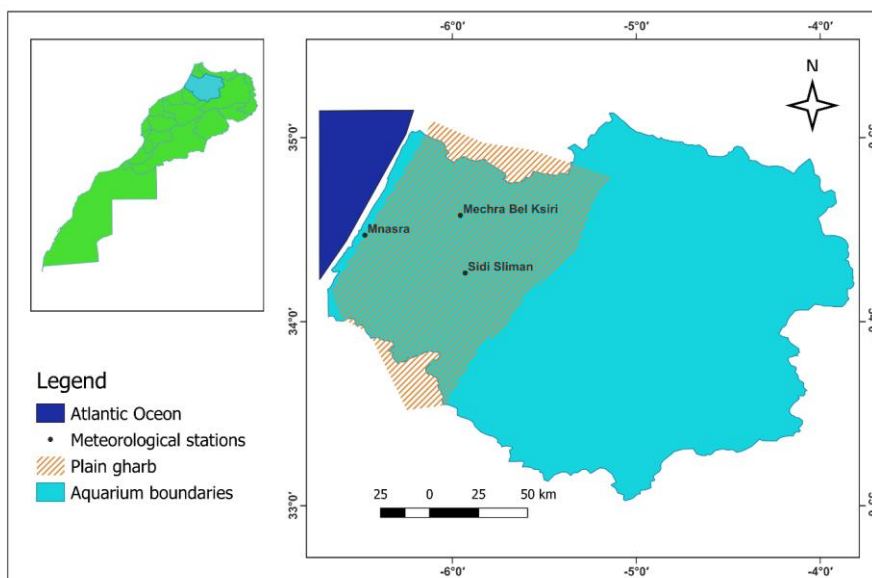 -6°0'
-5°0'
-4°0'
N
35°0'
Mechra Bel Ksiri
Mnasra
Sidi Sliman
34°0'
33°0'
Legend
Atlantic Oceon
Meteorological stations
Plain gharb
Aquarium boundaries
25 0 25 50 km
-6°0'
-5°0'
-4°0'